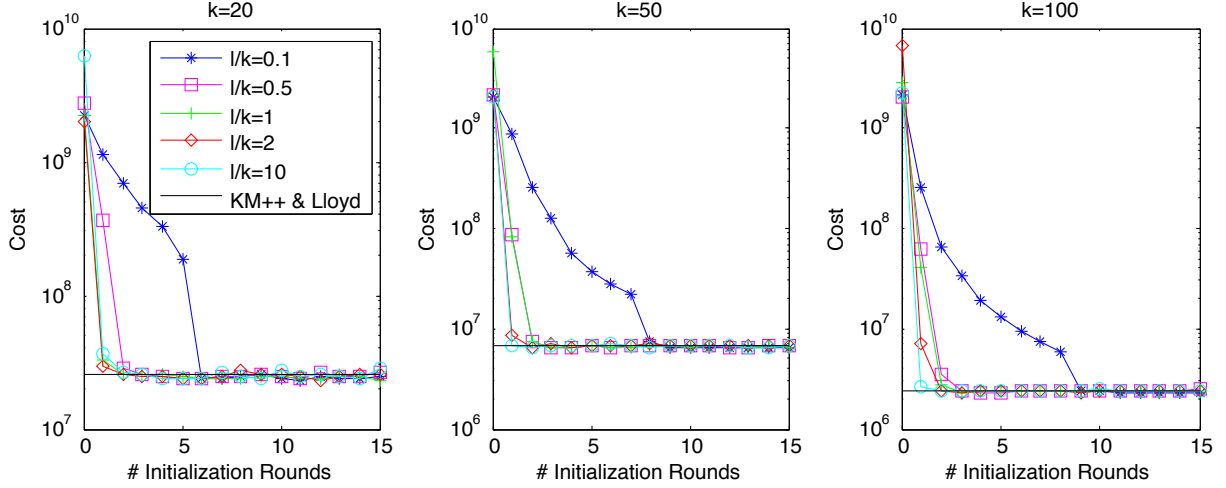 k=20
10^10
10^9
10^8
10^7
Cost
l/k=0.1
l/k=0.5
l/k=1
l/k=2
l/k=10
KM++ & Lloyd
0 5 10 15
# Initialization Rounds
k=50
10^10
10^9
10^8
10^7
10^6
Cost
0 5 10 15
# Initialization Rounds
k=100
10^10
10^9
10^8
10^7
10^6
Cost
0 5 10 15
# Initialization Rounds